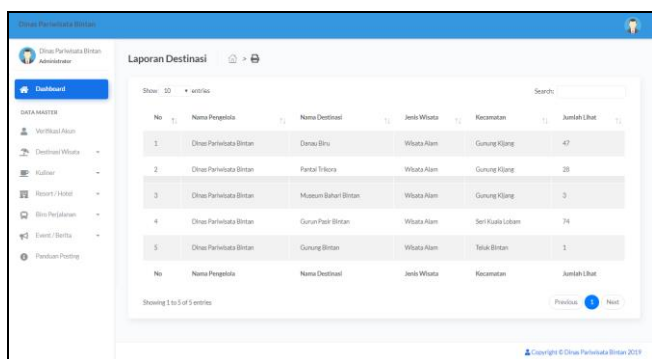 Dinas Pariwisata Bintan
Dinas Pariwisata Bintan
Administrator
Dashboard
DATA MASTER
Verifikasi Akun
Destinasi Wisata
Kuliner
Resort / Hotel
Biro Perjalanan
Event / Berita
Panduan Posting
Laporan Destinasi
Show 10 entries
Search:
No Nama Pengelola Nama Destinasi Jenis Wisata Kecamatan Jumlah Lihat
1 Dinas Pariwisata Bintan Danau Biru Wisata Alam Gunung Kijang 47
2 Dinas Pariwisata Bintan Pantai Trikora Wisata Alam Gunung Kijang 28
3 Dinas Pariwisata Bintan Museum Bahari Bintan Wisata Alam Gunung Kijang 3
4 Dinas Pariwisata Bintan Gurun Pasir Bintan Wisata Alam Seri Kuala Lobam 74
5 Dinas Pariwisata Bintan Gunung Bintan Wisata Alam Teluk Bintan 1
No Nama Pengelola Nama Destinasi Jenis Wisata Kecamatan Jumlah Lihat
Showing 1 to 5 of 5 entries
Previous 1 Next
Copyright © Dinas Pariwisata Bintan 2019